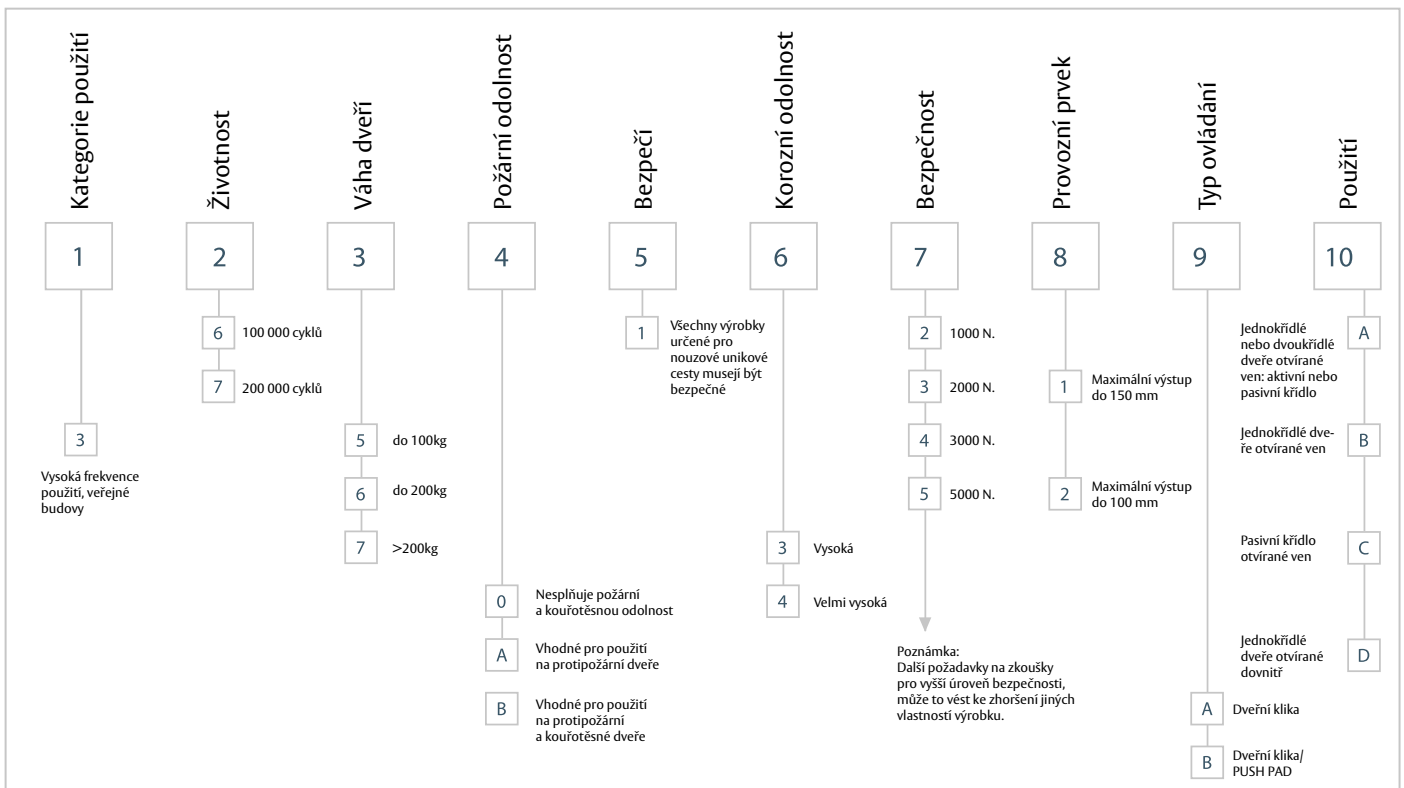 Kategorie použití
Životnost
Váha dveří
Požární odolnost
Bezpečí
Korozní odolnost
Bezpečnost
Provozní prvek
Typ ovládání
Použití
1
2
3
4
5
6
7
8
9
10
3
Vysoká frekvence
použití, veřejné
budovy
6
100 000 cyklů
7
200 000 cyklů
5
do 100kg
6
do 200kg
7
>200kg
0
Nesplňuje požární
a kouřotěsnou odolnost
A
Vhodné pro použití
na protipožární dveře
B
Vhodné pro použití
na protipožární
a kouřotěsné dveře
1
Všechny výrobky
určené pro
nouzové unikové
cesty musejí být
bezpečné
3
Vysoká
4
Velmi vysoká
2
1000 N.
3
2000 N.
4
3000 N.
5
5000 N.
Poznámka:
Další požadavky na zkoušky
pro vyšší úroveň bezpečnosti,
může to vést ke zhoršení jiných
vlastností výrobku.
1
Maximální výstup
do 150 mm
2
Maximální výstup
do 100 mm
A
Dveřní klika
B
Dveřní klika/
PUSH PAD
Jednokřídlé
nebo dvoukřídlé
dveře otvírané
ven: aktivní nebo
pasivní křídlo
A
Jednokřídlé dve-
ře otvírané ven
B
Pasivní křídlo
otvírané ven
C
Jednokřídlé
dveře otvírané
dovnitř
D